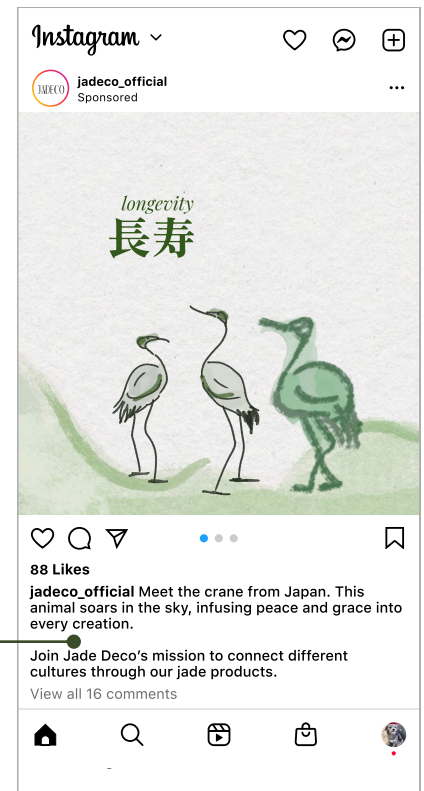 Instagram
JADECO
jadeco_official
Sponsored
longevity
長寿
88 Likes
jadeco_official Meet the crane from Japan. This
animal soars in the sky, infusing peace and grace into
every creation.
Join Jade Deco’s mission to connect different
cultures through our jade products.
View all 16 comments